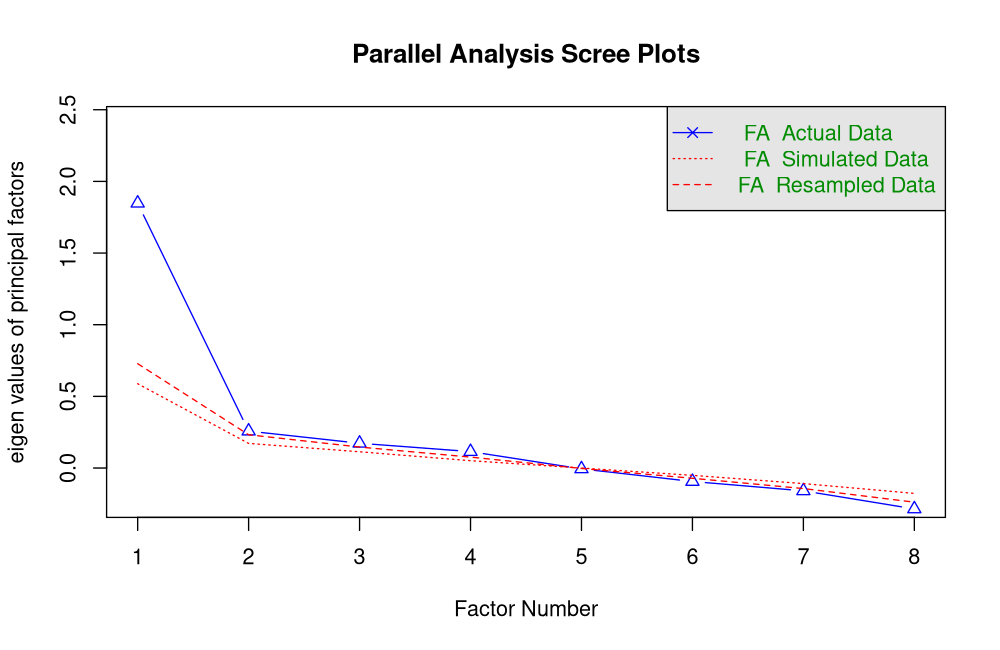 Parallel Analysis Scree Plots
eigen values of principal factors
2.5
2.0
1.5
1.0
0.5
0.0
FA Actual Data
FA Simulated Data
FA Resampled Data
1 2 3 4 5 6 7 8
Factor Number